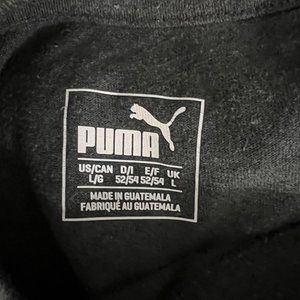 PUMA
US/CAN D/I E/F UK
L/G 52/54 52/54 L
MADE IN GUATEMALA
FABRIQUÉ AU GUATEMALA